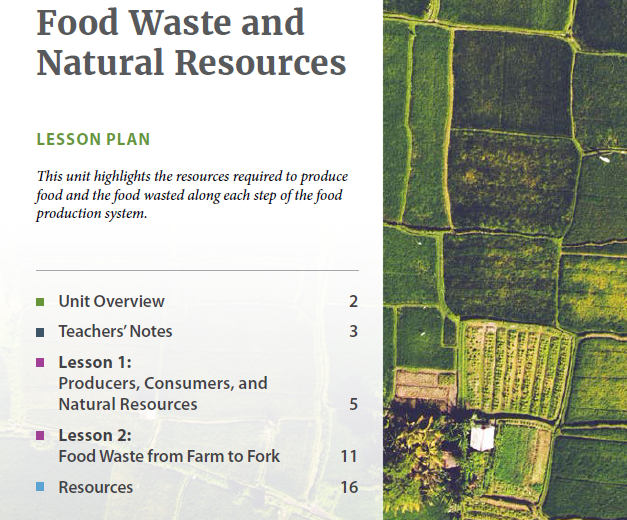 Food Waste and
Natural Resources
LESSON PLAN
This unit highlights the resources required to produce
food and the food wasted along each step of the food
production system.
Unit Overview 2
Teachers’ Notes 3
Lesson 1:
Producers, Consumers, and
Natural Resources 5
Lesson 2:
Food Waste from Farm to Fork 11
Resources 16